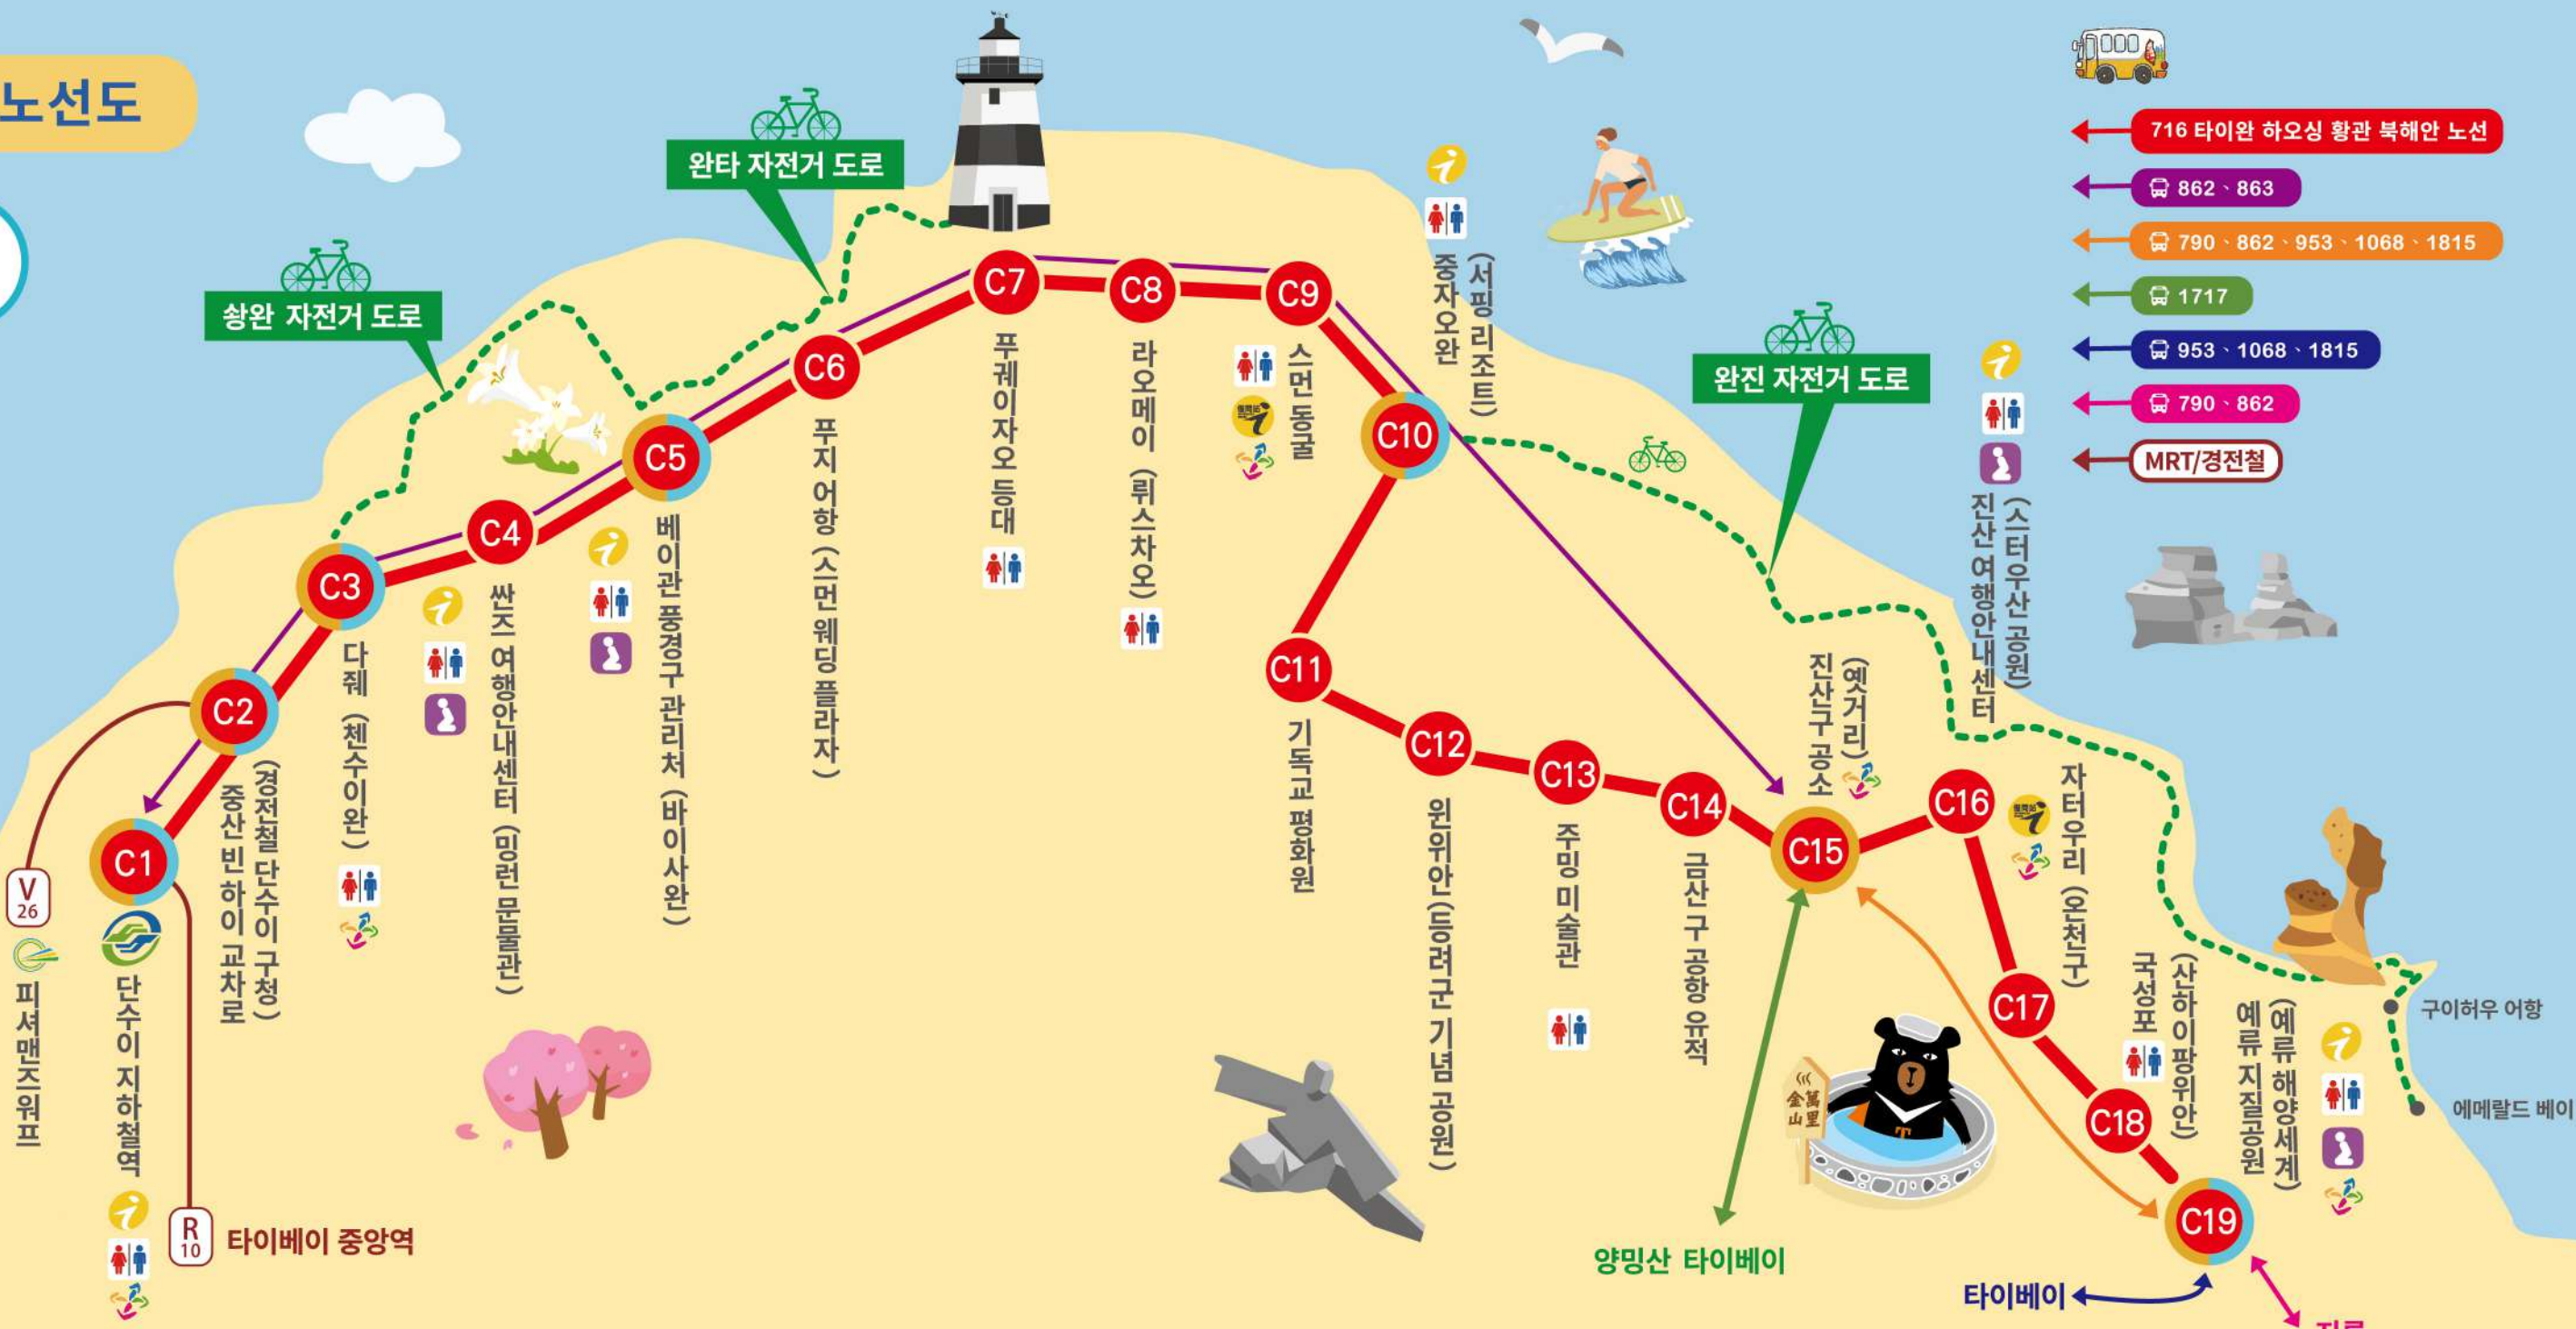 노선도
솽완 자전거 도로
완타 자전거 도로
완진 자전거 도로
716 타이완 하오싱 황관 북해안 노선
862、863
790、862、953、1068、1815
1717
953、1068、1815
790、862
MRT/경전철
C1
단수이 지하철역
C2
중산 빈 하이 교차로
(경전철 단수이 구청)
C3
다줴 (첸수이완)
C4
싼즈 여행안내센터 (밍런 문물관)
C5
베이관 풍경구 관리처 (바이사완)
C6
푸지 어항 (스먼 웨딩 플라자)
C7
푸궤이자오 등대
C8
라오메이 (뤼스차오)
C9
스먼 동굴
C10
중자오완
(서핑 리조트)
C11
기독교 평화원
C12
윈위안(등려군 기념 공원)
C13
주밍 미술관
C14
금산 구 공항 유적
C15
진산구 공소
(옛거리)
C16
진산 여행안내센터
(스터우산 공원)
C17
자터우리 (온천구)
C18
국성포
(산하이팡위안)
C19
예류 지질공원
(예류 해양세계)
V
26
피셔맨즈워프
R
10
타이베이 중앙역
金山
萬里
양밍산 타이베이
타이베이
구이허우 어항
에메랄드 베이